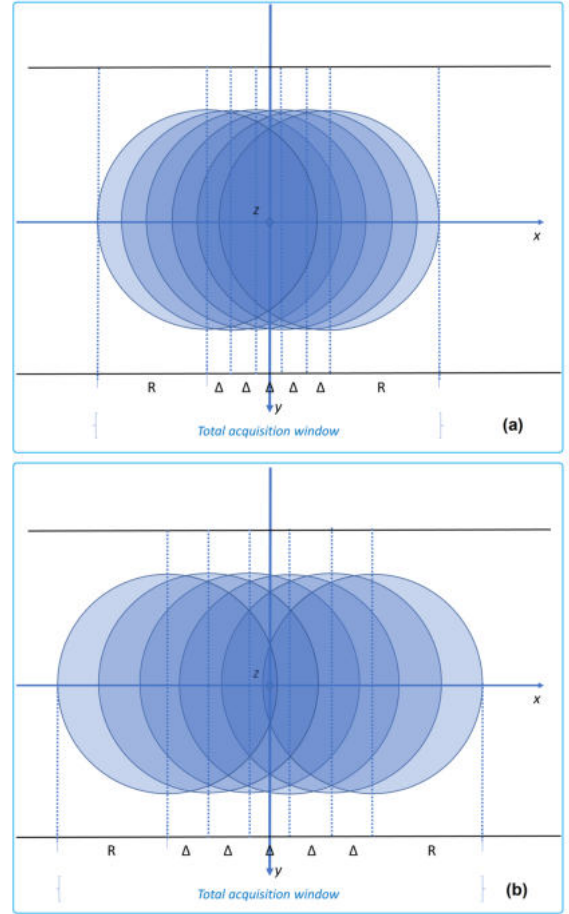 z
x
R Δ Δ Δ Δ Δ R
y
Total acquisition window
(a)
z
x
R Δ Δ Δ Δ Δ R
y
Total acquisition window
(b)